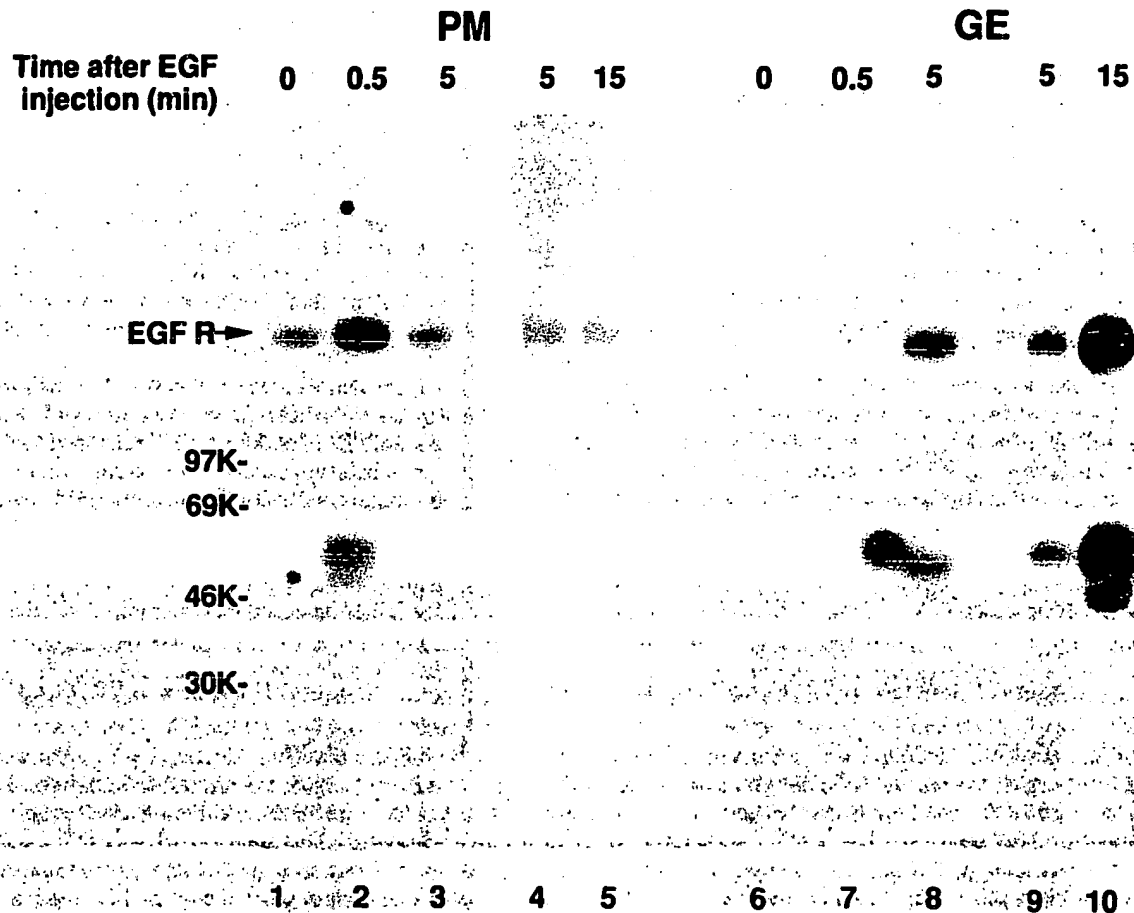 PM GE
Time after EGF
injection (min) 0 0.5 5 5 15 0 0.5 5 5 15
EGF R
97K-
69K-
46K-
30K-
1 2 3 4 5 6 7 8 9 10